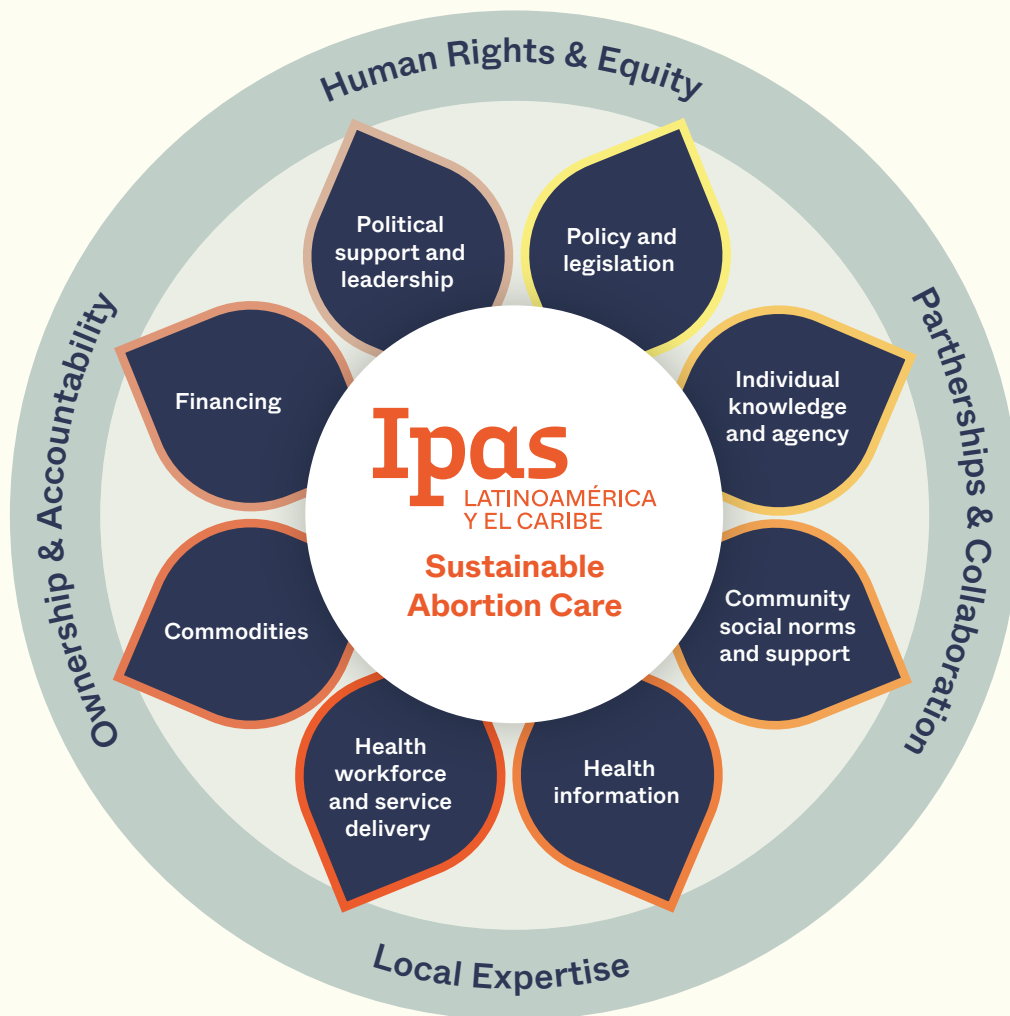 Human Rights & Equity
Political
support and
leadership
Policy and
legislation
Ownership & Accountability
Partherships & Collaboration
Financing
Individual
knowledge
and agency
Ipas
LATINOAMÉRICA
Y EL CARIBE
Sustainable
Abortion Care
Commodities
Community
social norms
and support
Health
workforce
and service
delivery
Health
information
Local Expertise